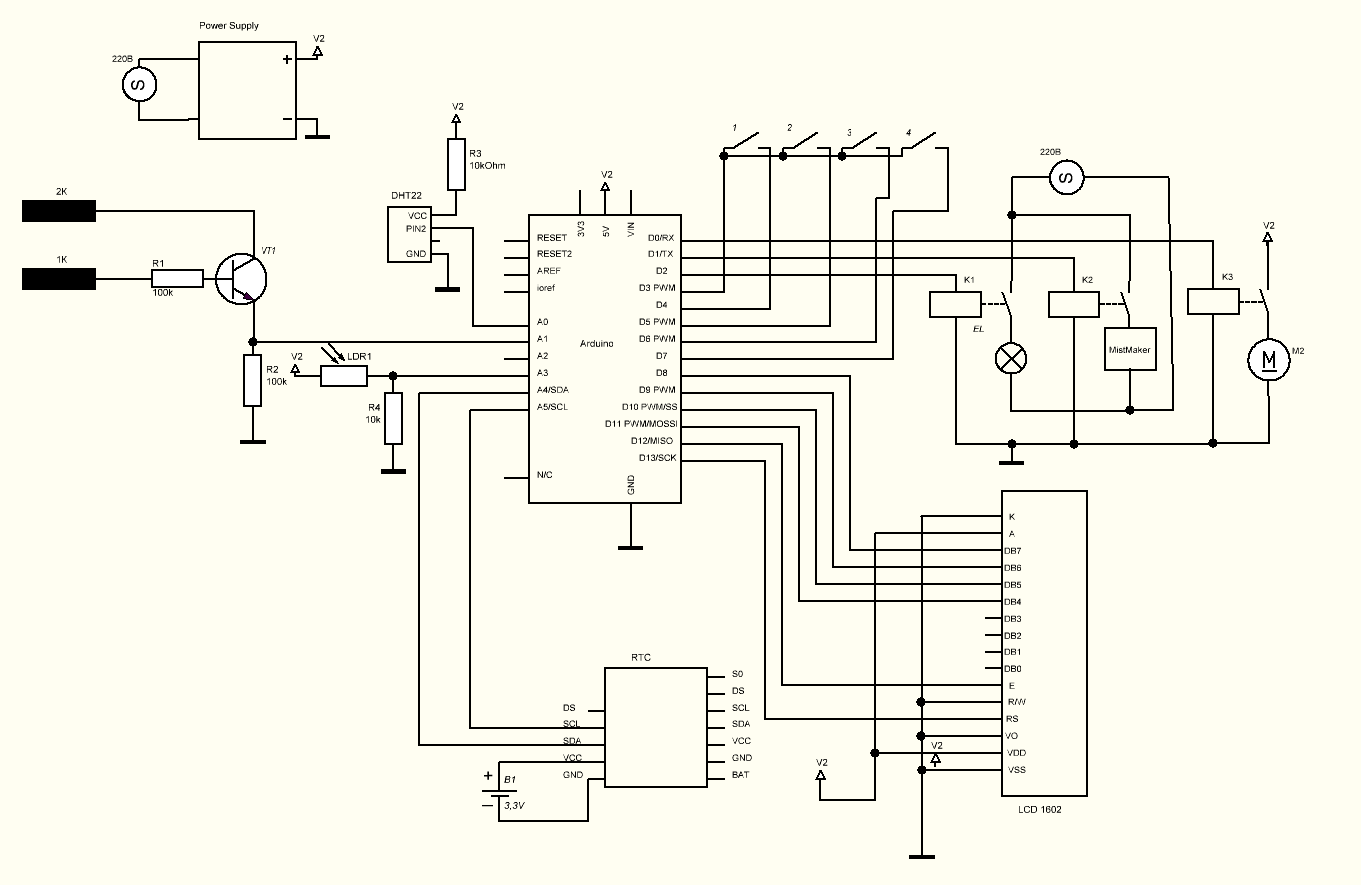 Power Supply
220В
S
+
−
V2
2K
1K
R1
100k
VT1
R2
100k
V2
LDR1
R4
10k
V2
R3
10kOhm
DHT22
VCC
PIN2
GND
V2
3V3
5V
VIN
RESET
RESET2
AREF
ioref
A0
A1
A2
A3
A4/SDA
A5/SCL
N/C
Arduino
D0/RX
D1/TX
D2
D3 PWM
D4
D5 PWM
D6 PWM
D7
D8
D9 PWM
D10 PWM/SS
D11 PWM/MOSSI
D12/MISO
D13/SCK
GND
1
2
3
4
220В
S
K1
EL
K2
MistMaker
K3
V2
M
M2
K
A
DB7
DB6
DB5
DB4
DB3
DB2
DB1
DB0
E
R/W
RS
VO
VDD
VSS
LCD 1602
V2
V2
RTC
DS
SCL
SDA
VCC
GND
S0
DS
SCL
SDA
VCC
GND
BAT
+
B1
−
3,3V